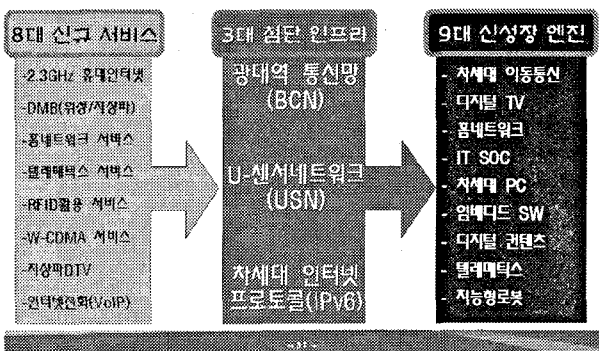 8대 신규 서비스
-2.3GHz 휴대인터넷
-DMB(위성/지상파)
-홈네트워크 서비스
-텔레매틱스 서비스
-RFID활용 서비스
-W-CDMA 서비스
-지상파DTV
-인터넷전화(VoIP)
3대 첨단 인프라
광대역 통신망
(BCN)
U-센서네트워크
(USN)
차세대 인터넷
프로토콜(IPv6)
9대 신성장 엔진
- 차세대 이동통신
- 디지털 TV
- 홈네트워크
- IT SOC
- 차세대 PC
- 임베디드 SW
- 디지털 컨텐츠
- 텔레매틱스
- 지능형로봇